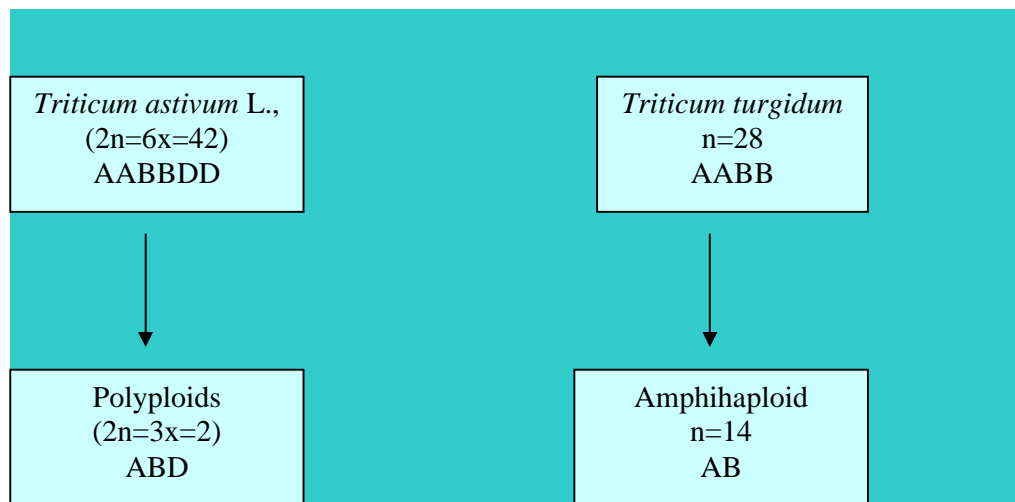 Triticum astivum L.,
(2n=6x=42)
AABBDD
Triticum turgidum
n=28
AABB
Polyploids
(2n=3x=2)
ABD
Amphihaploid
n=14
AB